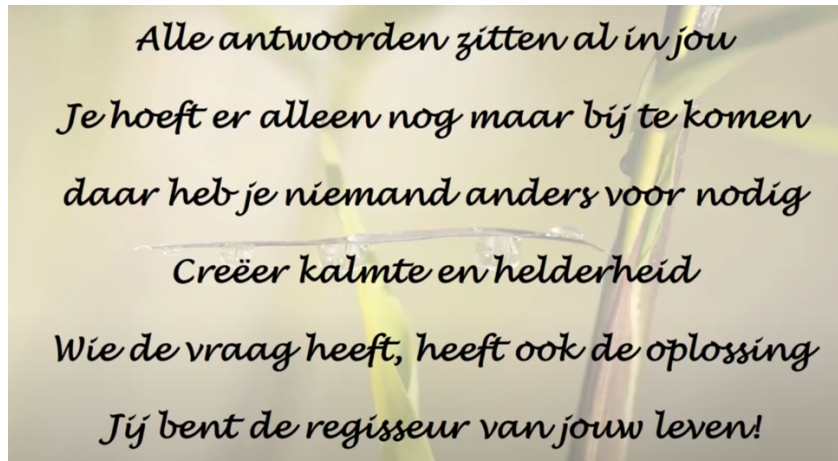 Alle antwoorden zitten al in jou
Je hoeft er alleen nog maar bij te komen
daar heb je niemand anders voor nodig
Creëer kalmte en helderheid
Wie de vraag heeft, heeft ook de oplossing
Jij bent de regisseur van jouw leven!